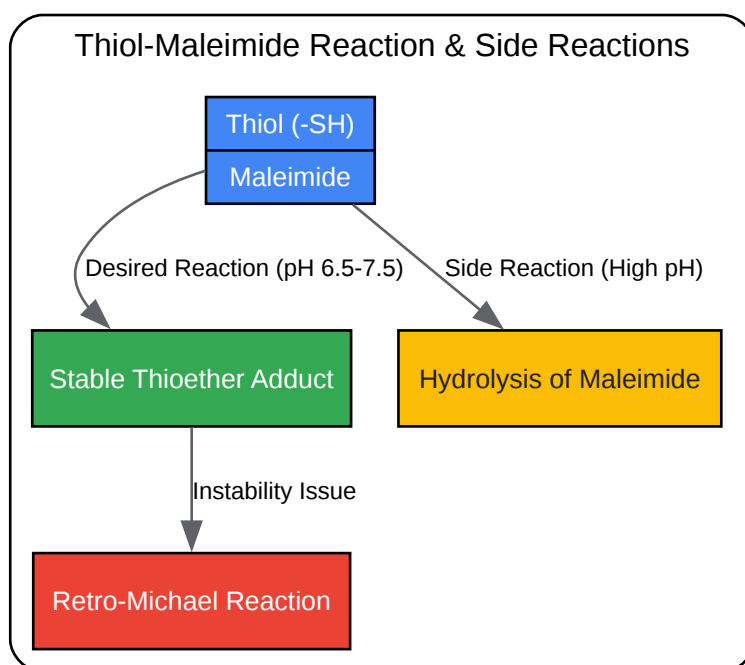 Thiol-Maleimide Reaction & Side Reactions
Thiol (-SH)
Maleimide
Desired Reaction (pH 6.5-7.5)
Side Reaction (High pH)
Stable Thioether Adduct
Hydrolysis of Maleimide
Instability Issue
Retro-Michael Reaction